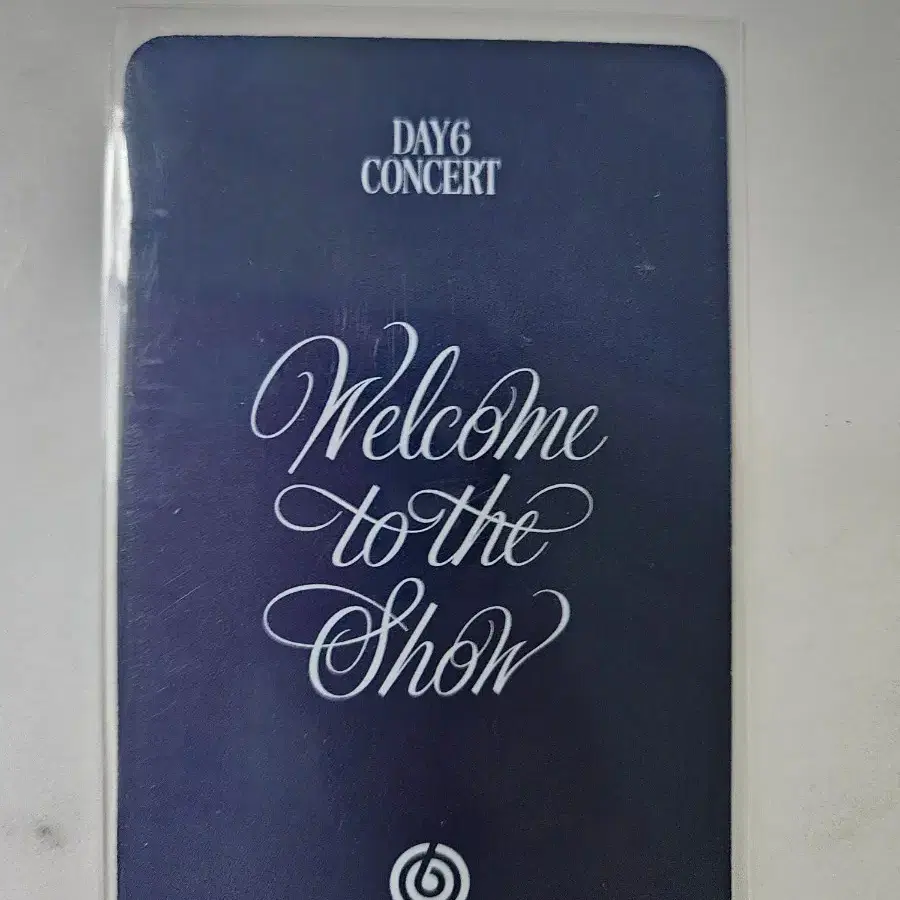 DAY6
CONCERT
Welcome
to the
Show